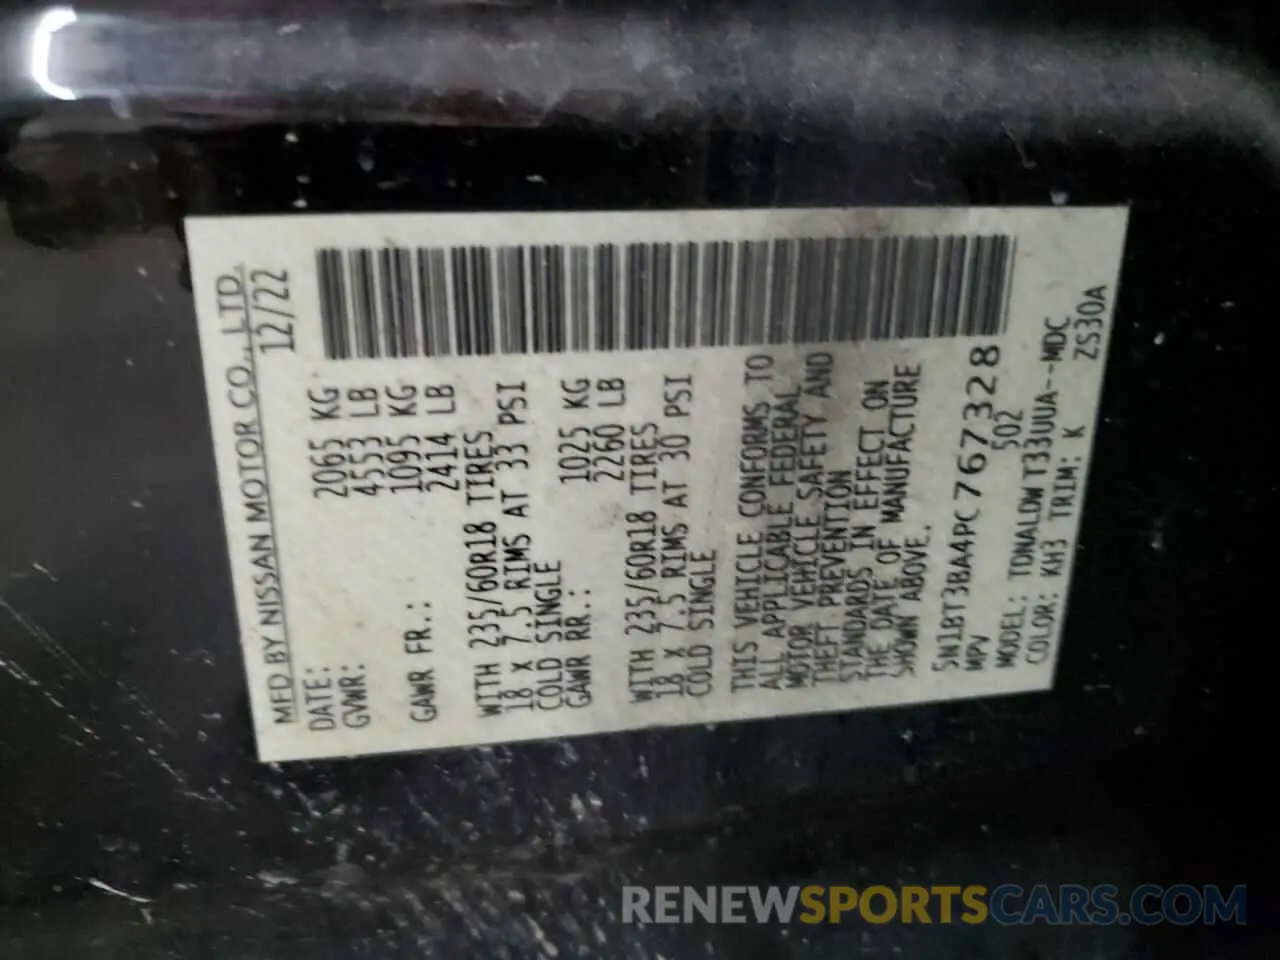 MFD BY NISSAN MOTOR CO., LTD.
DATE: 12/22
GVWR: 2065 KG
4553 LB
GAWR FR.: 1095 KG
2414 LB
WITH 235/60R18 TIRES
18 X 7.5 RIMS AT 33 PSI
COLD SINGLE
GAWR RR.: 1025 KG
2260 LB
WITH 235/60R18 TIRES
18 X 7.5 RIMS AT 30 PSI
COLD SINGLE
THIS VEHICLE CONFORMS TO
ALL APPLICABLE FEDERAL
MOTOR VEHICLE SAFETY AND
THEFT PREVENTION
STANDARDS IN EFFECT ON
THE DATE OF MANUFACTURE
SHOWN ABOVE.
5N1BT3BA4PC767328
MPV 502
MODEL: TDNALDWT33UUA--MDC
COLOR: KH3 TRIM: K ZS30A
RENEWSPORTSCARS.COM